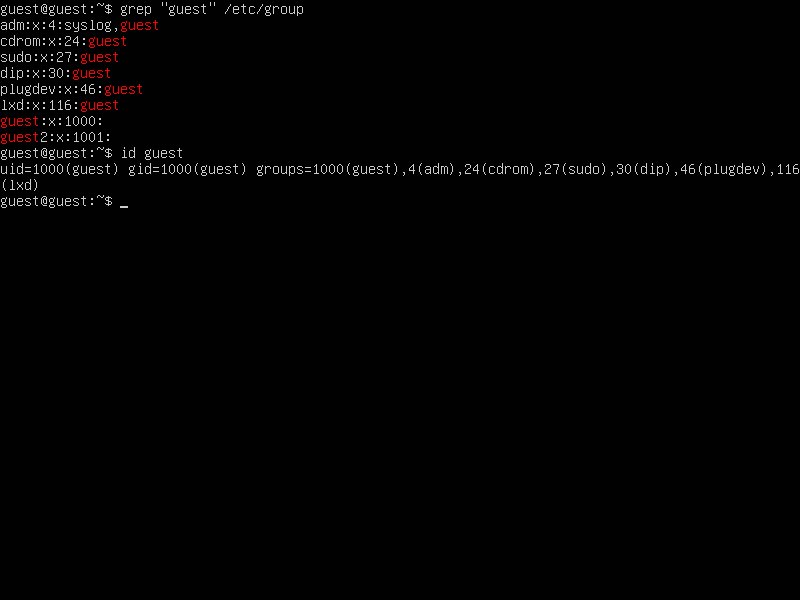 guest@guest:~$ grep "guest" /etc/group
adm:x:4:syslog,guest
cdrom:x:24:guest
sudo:x:27:guest
dip:x:30:guest
plugdev:x:46:guest
lxd:x:116:guest
guest:x:1000:
guest2:x:1001:
guest@guest:~$ id guest
uid=1000(guest) gid=1000(guest) groups=1000(guest),4(adm),24(cdrom),27(sudo),30(dip),46(plugdev),116
(lxd)
guest@guest:~$ _